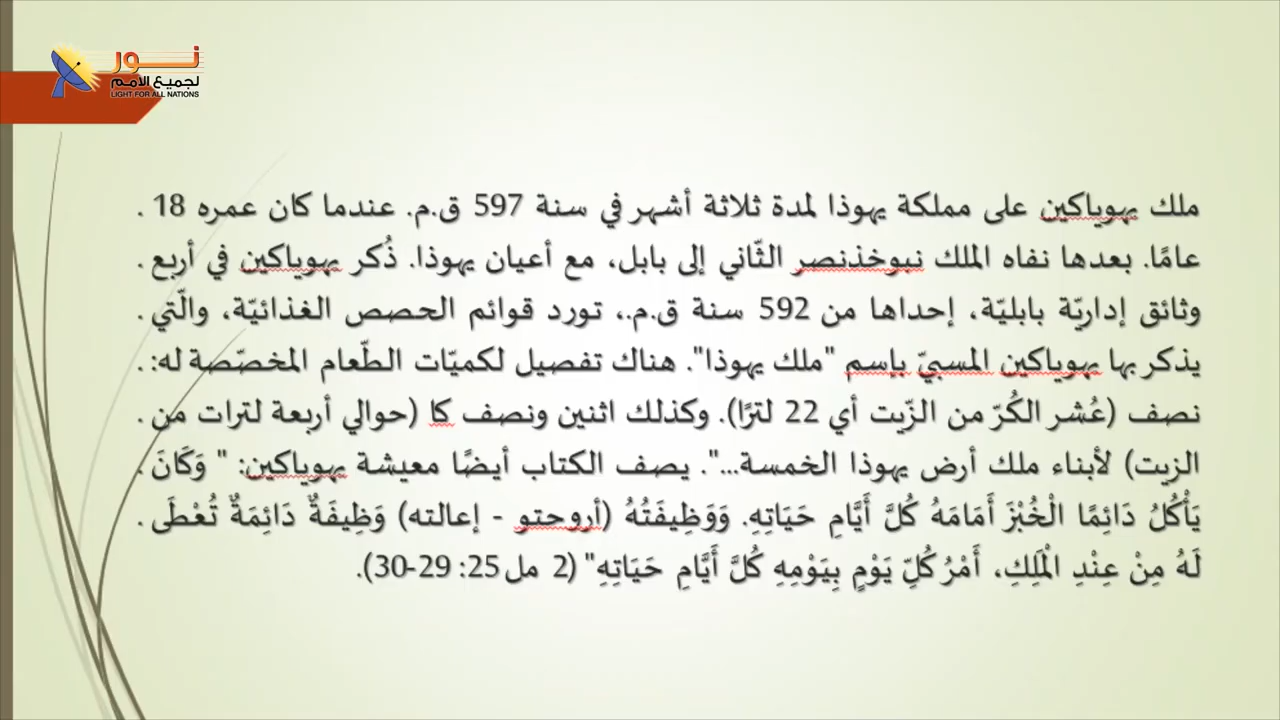 نور
لجميع الأمم
LIGHT FOR ALL NATIONS
ملك يهوياكين على مملكة يهوذا لمدة ثلاثة أشهر في سنة 597 ق.م. عندما كان عمره 18 .
عامًا. بعدها نفاه الملك نبوخذنصر الثّاني إلى بابل، مع أعيان يهوذا. ذُكر يهوياكين في أربع .
وثائق إداريّة بابليّة، إحداها من 592 سنة ق.م.، تورد قوائم الحصص الغذائيّة، والّتي .
يذكر بها يهوياكين المسبيّ بإسم "ملك يهوذا". هناك تفصيل لكميّات الطّعام المخصّصة له: .
نصف (عُشر الكُرّ من الزّيت أي 22 لترًا). وكذلك اثنين ونصف كا (حوالي أربعة لترات من .
الزيت) لأبناء ملك أرض يهوذا الخمسة...". يصف الكتاب أيضًا معيشة يهوياكين: " وَكَانَ .
يَأْكُلُ دَائِمًا الْخُبْزَ أَمَامَهُ كُلَّ أَيَّامِ حَيَاتِهِ. وَوَظِيفَتُهُ (أروحتو - إعالته) وَظِيفَةٌ دَائِمَةٌ تُعْطَى .
لَهُ مِنْ عِنْدِ الْمَلِكِ، أَمْرُ كُلِّ يَوْمٍ بِيَوْمِهِ كُلَّ أَيَّامِ حَيَاتِهِ" (2 مل 25: 29-30).